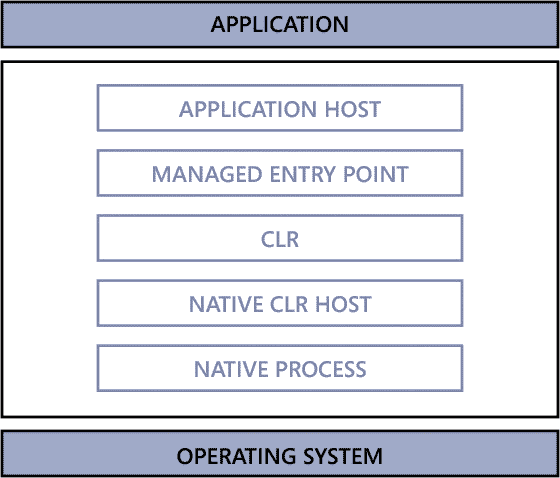 APPLICATION
APPLICATION HOST
MANAGED ENTRY POINT
CLR
NATIVE CLR HOST
NATIVE PROCESS
OPERATING SYSTEM